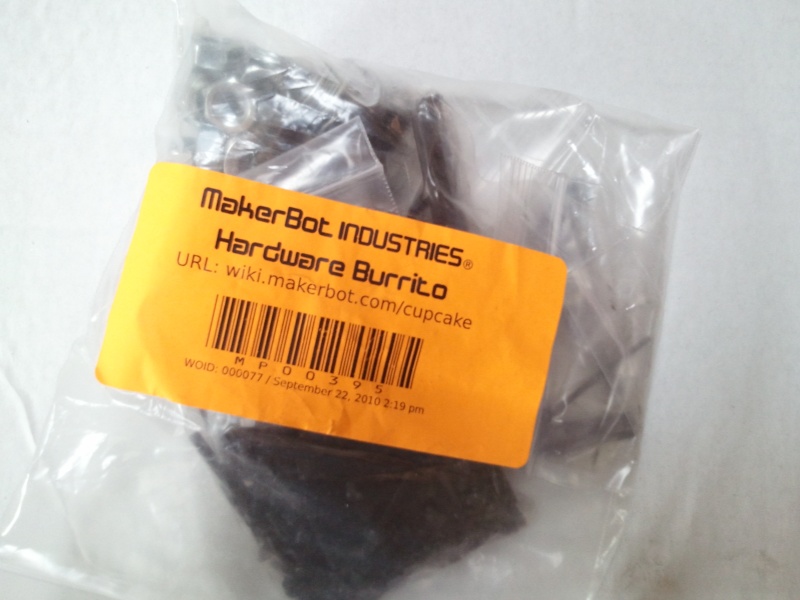 MakerBot INDUSTRIES®
Hardware Burrito
URL: wiki.makerbot.com/cupcake
MP00395
WOID: 000077 / September 22, 2010 2:19 pm